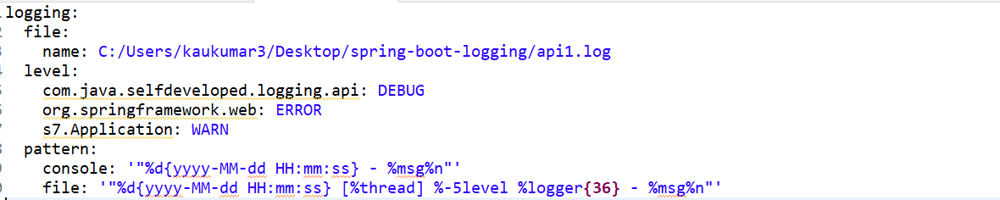 logging:
  file:
    name: C:/Users/kaukumar3/Desktop/spring-boot-logging/api1.log
  level:
    com.java.selfdeveloped.logging.api: DEBUG
    org.springframework.web: ERROR
    s7.Application: WARN
  pattern:
    console: '"%d{yyyy-MM-dd HH:mm:ss} - %msg%n"'
    file: '"%d{yyyy-MM-dd HH:mm:ss} [%thread] %-5level %logger{36} - %msg%n"'